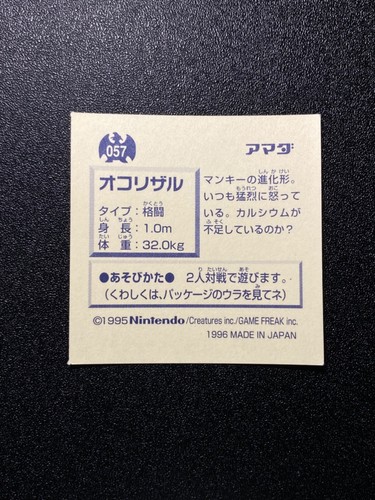 057
アマダ
オコリザル
タイプ：格闘
身長：1.0m
体重：32.0kg
マンキーの進化形。
いつも猛烈に怒って
いる。カルシウムが
不足しているのか？
●あそびかた● 2人対戦で遊びます。
(くわしくは、パッケージのウラを見てネ)
©1995 Nintendo/Creatures inc./GAME FREAK inc.
1996 MADE IN JAPAN